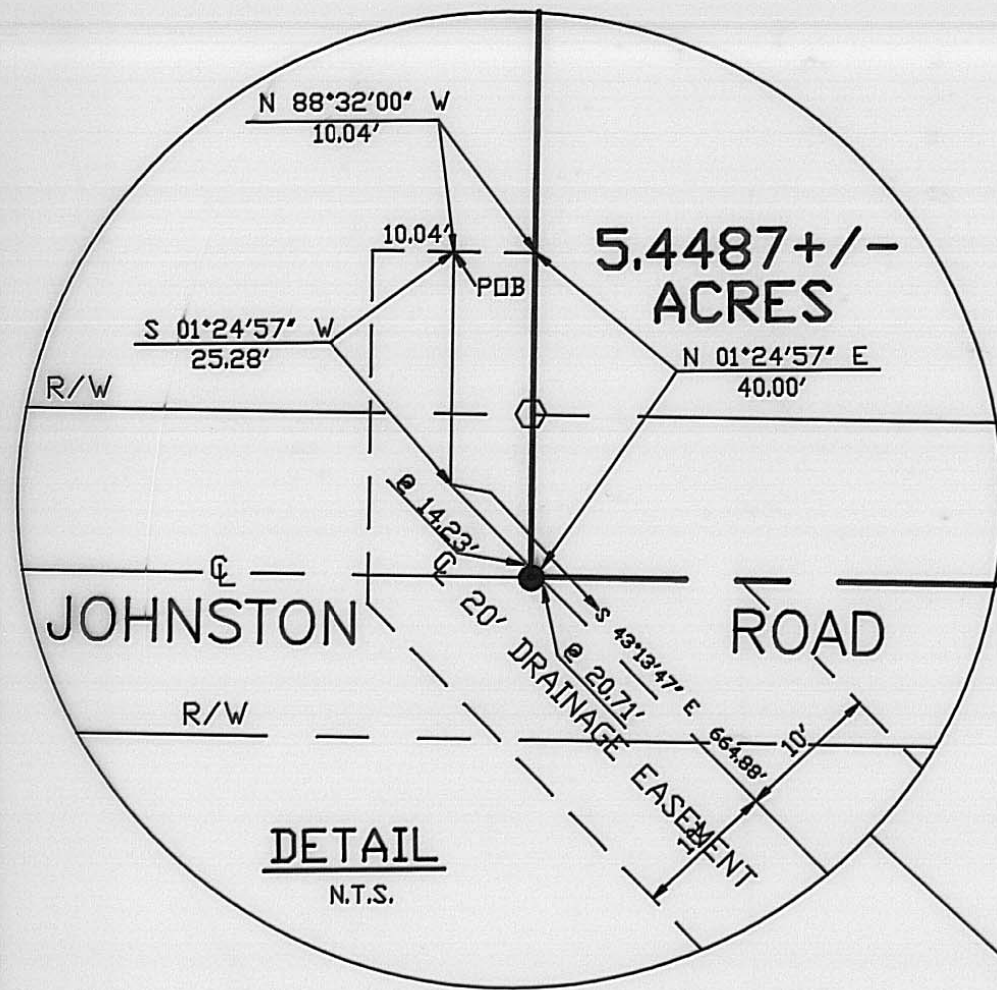 N 88°32'00" W
10.04'
10.04'
POB
5.4487+/-
ACRES
S 01°24'57" W
25.28'
N 01°24'57" E
40.00'
R/W
@ 14.23'
℄
℄
JOHNSTON
ROAD
20' DRAINAGE EASEMENT
S 43°13'47" E
664.88'
@ 20.71'
10'
R/W
DETAIL
N.T.S.